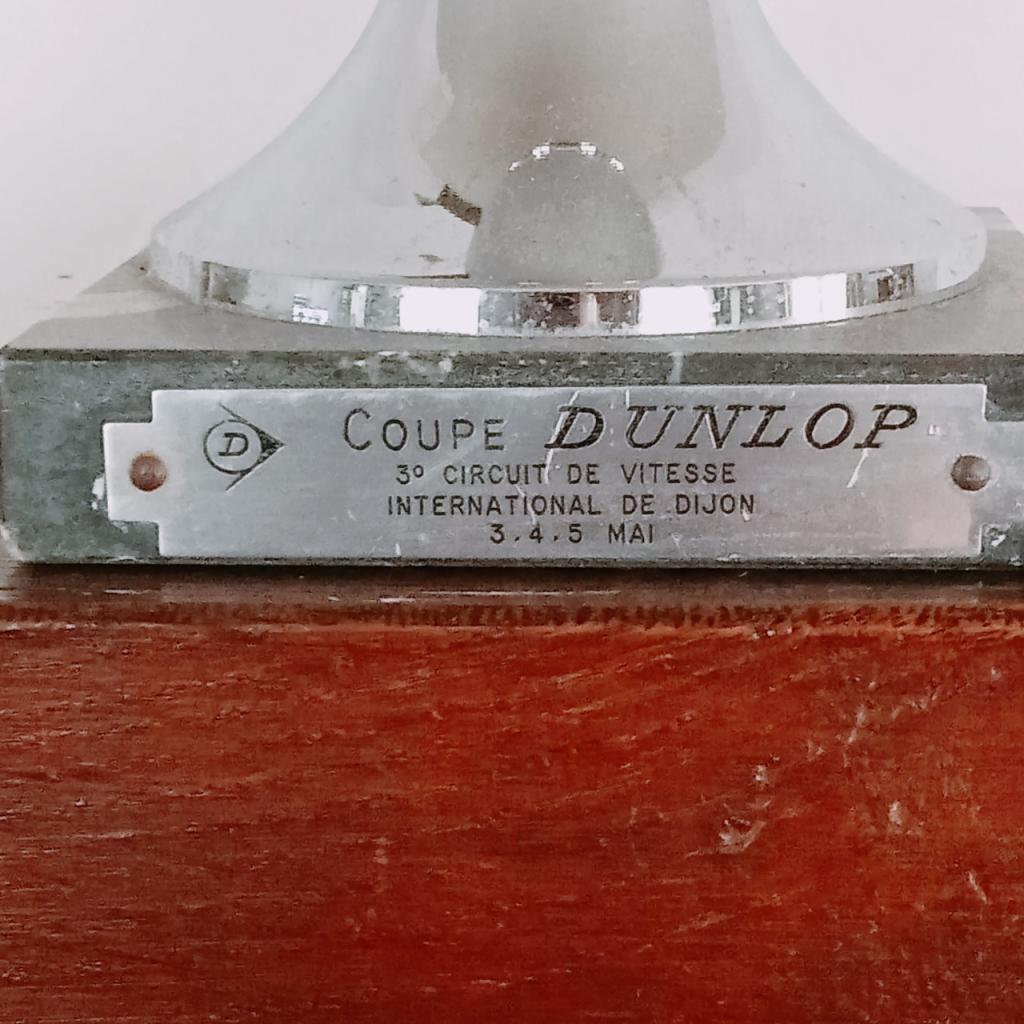 D COUPE DUNLOP
3º CIRCUIT DE VITESSE
INTERNATIONAL DE DIJON
3.4.5 MAI